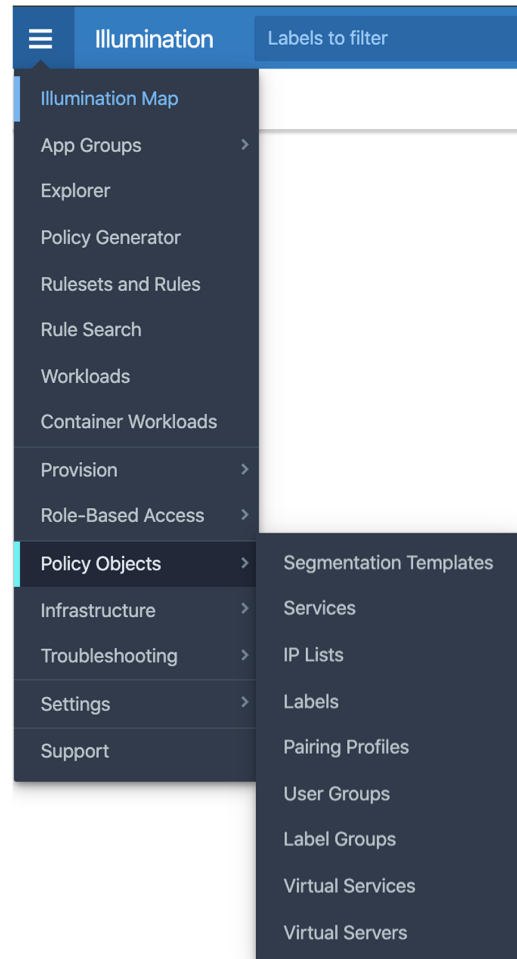 Illumination
Labels to filter
Illumination Map
App Groups
Explorer
Policy Generator
Rulesets and Rules
Rule Search
Workloads
Container Workloads
Provision
Role-Based Access
Policy Objects
Infrastructure
Troubleshooting
Settings
Support
Segmentation Templates
Services
IP Lists
Labels
Pairing Profiles
User Groups
Label Groups
Virtual Services
Virtual Servers